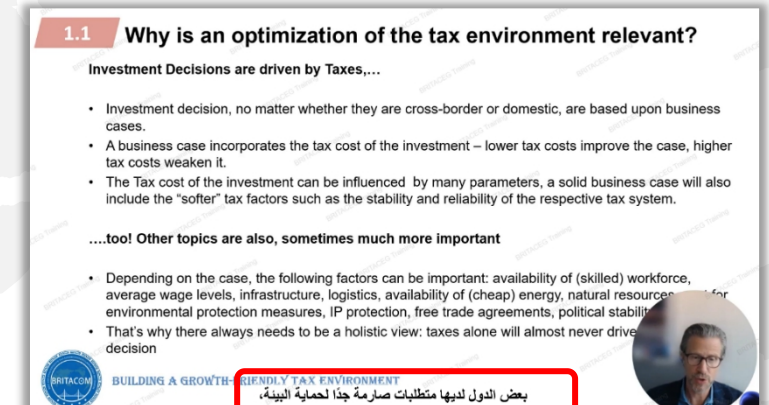 1.1 Why is an optimization of the tax environment relevant?
Investment Decisions are driven by Taxes,…
• Investment decision, no matter whether they are cross-border or domestic, are based upon business
cases.
• A business case incorporates the tax cost of the investment – lower tax costs improve the case, higher
tax costs weaken it.
• The Tax cost of the investment can be influenced by many parameters, a solid business case will also
include the “softer” tax factors such as the stability and reliability of the respective tax system.
….too! Other topics are also, sometimes much more important
• Depending on the case, the following factors can be important: availability of (skilled) workforce,
average wage levels, infrastructure, logistics, availability of (cheap) energy, natural resources for
environmental protection measures, IP protection, free trade agreements, political
• That’s why there always needs to be a holistic view: taxes alone will almost never drive
decision
BRITACOM
BUILDING A GROWTH-FRIENDLY TAX ENVIRONMENT
بعض الدول لديها متطلبات صارمة جدًا لحماية البيئة،